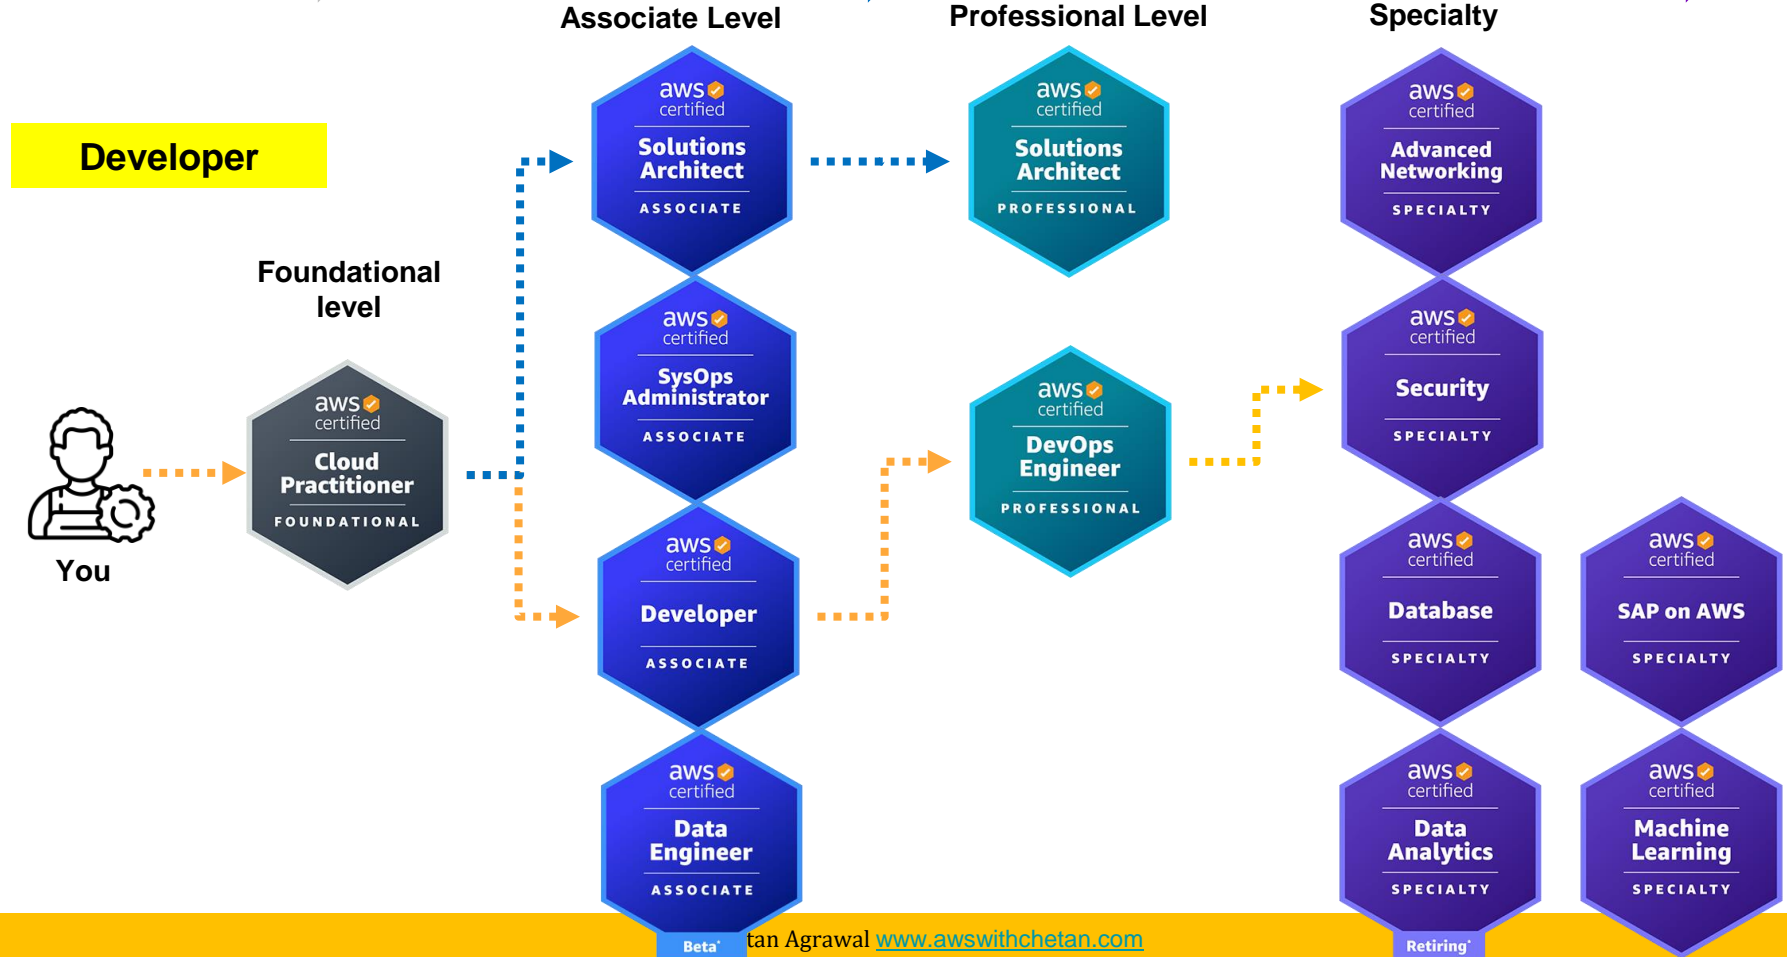 Associate Level
Professional Level
Specialty
Developer
Foundational
level
You
aws
certified
Cloud
Practitioner
FOUNDATIONAL
aws
certified
Solutions
Architect
ASSOCIATE
aws
certified
SysOps
Administrator
ASSOCIATE
aws
certified
Developer
ASSOCIATE
aws
certified
Data
Engineer
ASSOCIATE
Beta*
aws
certified
Solutions
Architect
PROFESSIONAL
aws
certified
DevOps
Engineer
PROFESSIONAL
aws
certified
Advanced
Networking
SPECIALTY
aws
certified
Security
SPECIALTY
aws
certified
Database
SPECIALTY
aws
certified
SAP on AWS
SPECIALTY
aws
certified
Data
Analytics
SPECIALTY
Retiring*
aws
certified
Machine
Learning
SPECIALTY
tan Agrawal www.awswithchetan.com